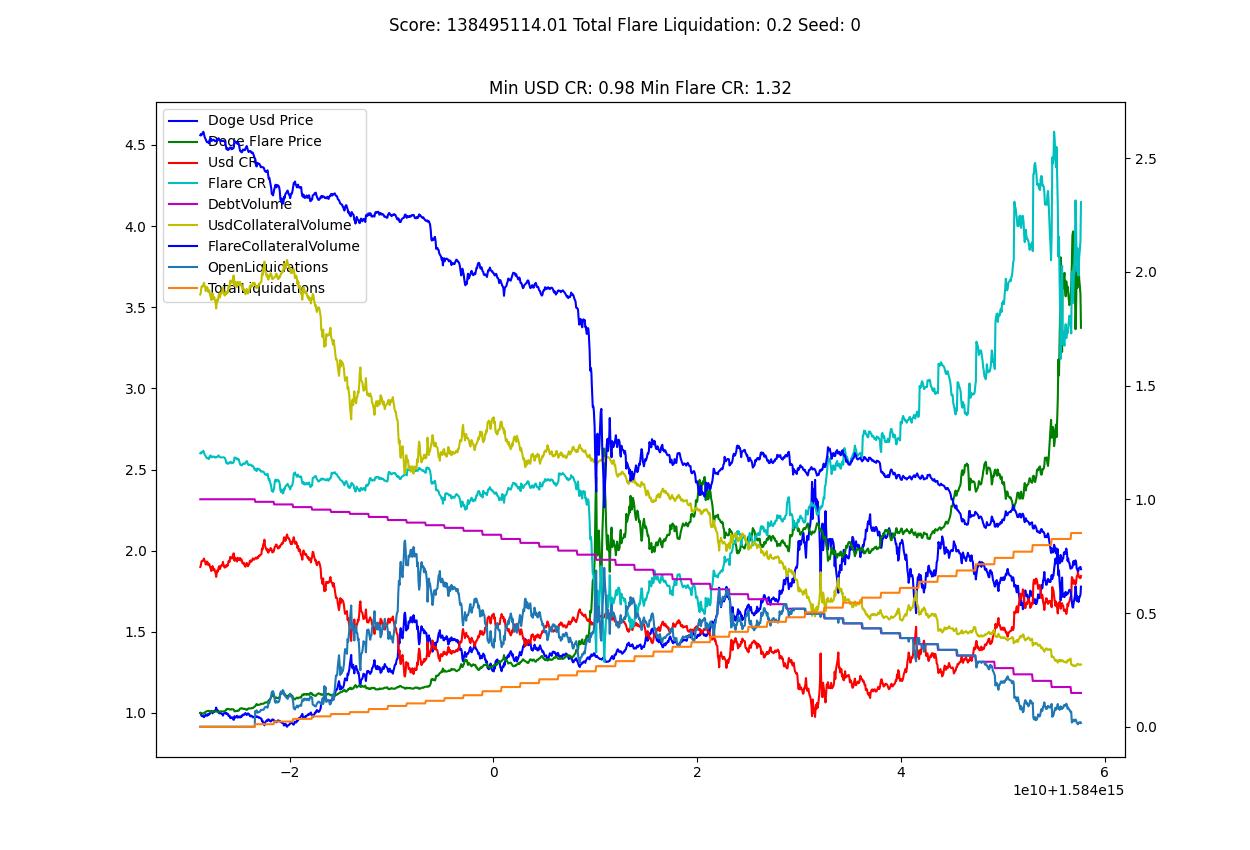 Score: 138495114.01 Total Flare Liquidation: 0.2 Seed: 0
Min USD CR: 0.98 Min Flare CR: 1.32
Doge Usd Price
Doge Flare Price
Usd CR
Flare CR
DebtVolume
UsdCollateralVolume
FlareCollateralVolume
OpenLiquidations
TotalLiquidations
4.5
4.0
3.5
3.0
2.5
2.0
1.5
1.0
2.5
2.0
1.5
1.0
0.5
0.0
−2
0
2
4
6
1e10+1.584e15